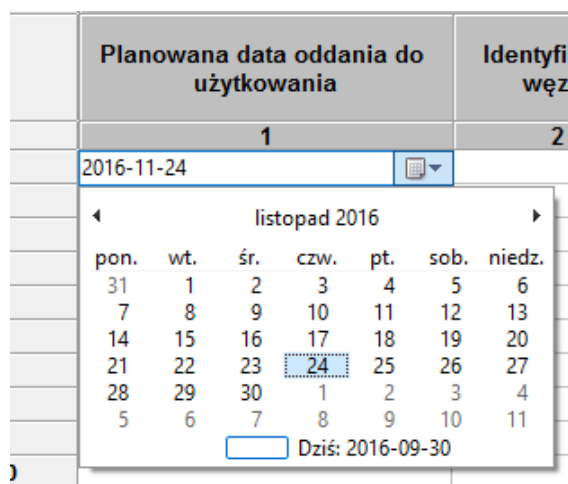 Planowana data oddania do
użytkowania
Identyfi
węz
1
2
2016-11-24
listopad 2016
pon. wt. śr. czw. pt. sob. niedz.
31 1 2 3 4 5 6
7 8 9 10 11 12 13
14 15 16 17 18 19 20
21 22 23 24 25 26 27
28 29 30 1 2 3 4
5 6 7 8 9 10 11
Dziś: 2016-09-30